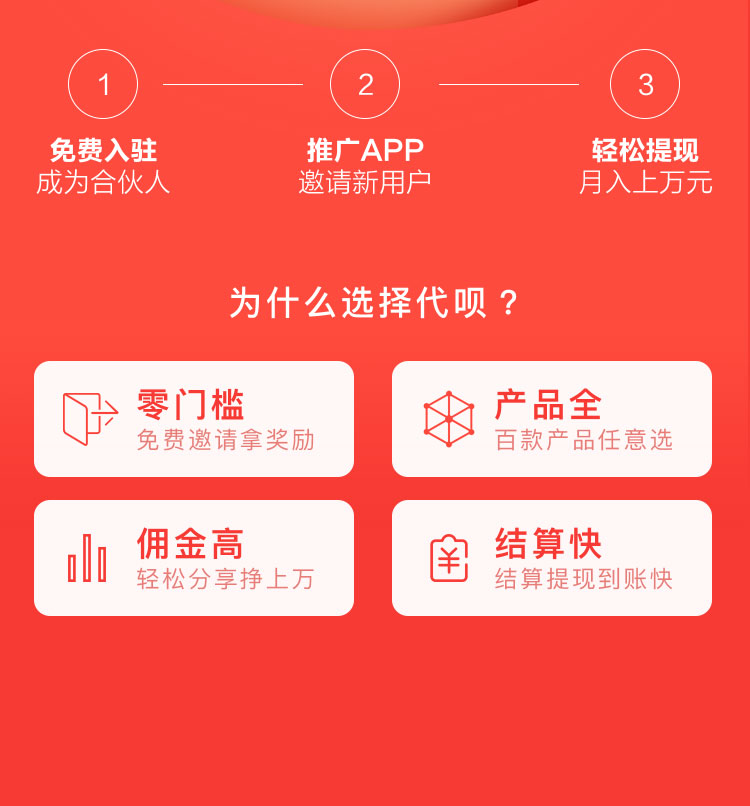 1
2
3
免费入驻
推广APP
轻松提现
成为合伙人
邀请新用户
月入上万元
为什么选择代呗？
零门槛
免费邀请拿奖励
产品全
百款产品任意选
佣金高
轻松分享挣上万
结算快
结算提现到账快